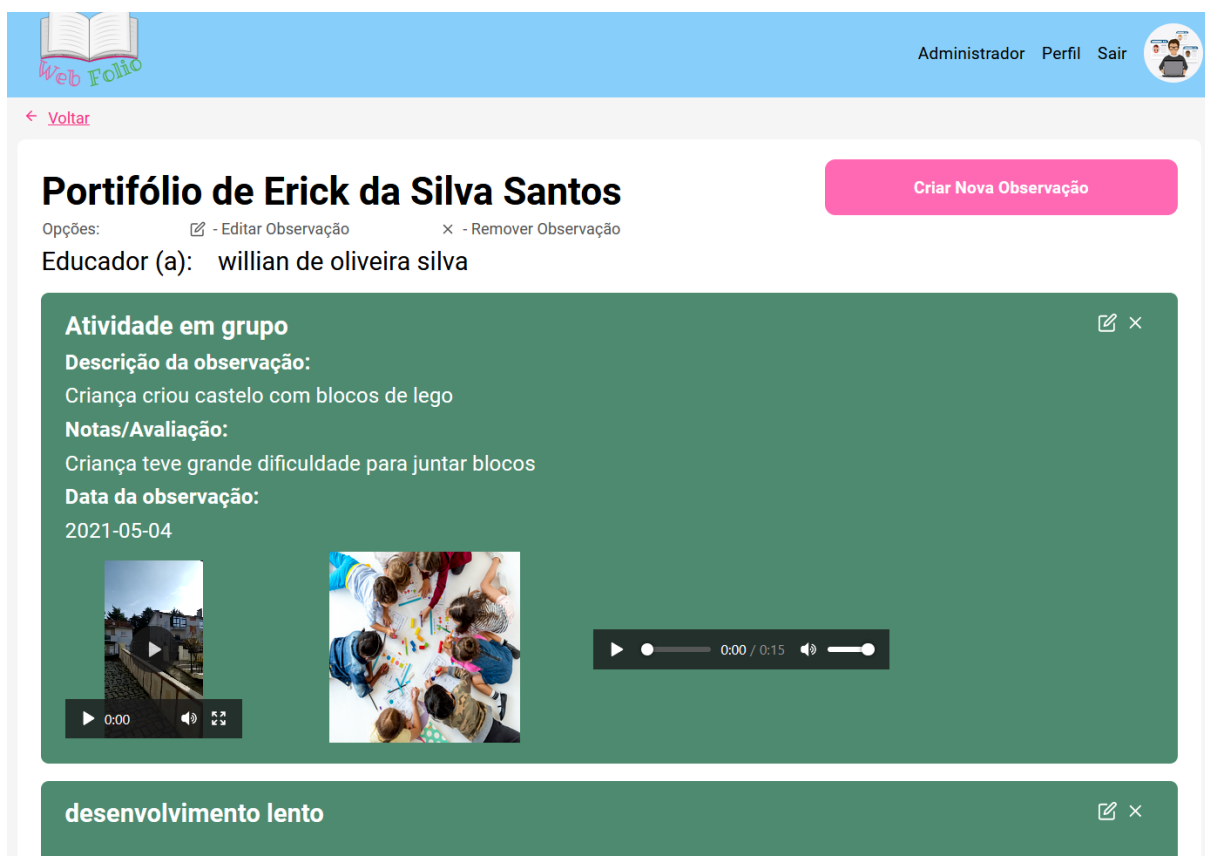 Web Folio
Administrador Perfil Sair
← Voltar
Portifólio de Erick da Silva Santos
Criar Nova Observação
Opções: - Editar Observação × - Remover Observação
Educador (a): willian de oliveira silva
Atividade em grupo
Descrição da observação:
Criança criou castelo com blocos de lego
Notas/Avaliação:
Criança teve grande dificuldade para juntar blocos
Data da observação:
2021-05-04
0:00
0:00 / 0:15
desenvolvimento lento